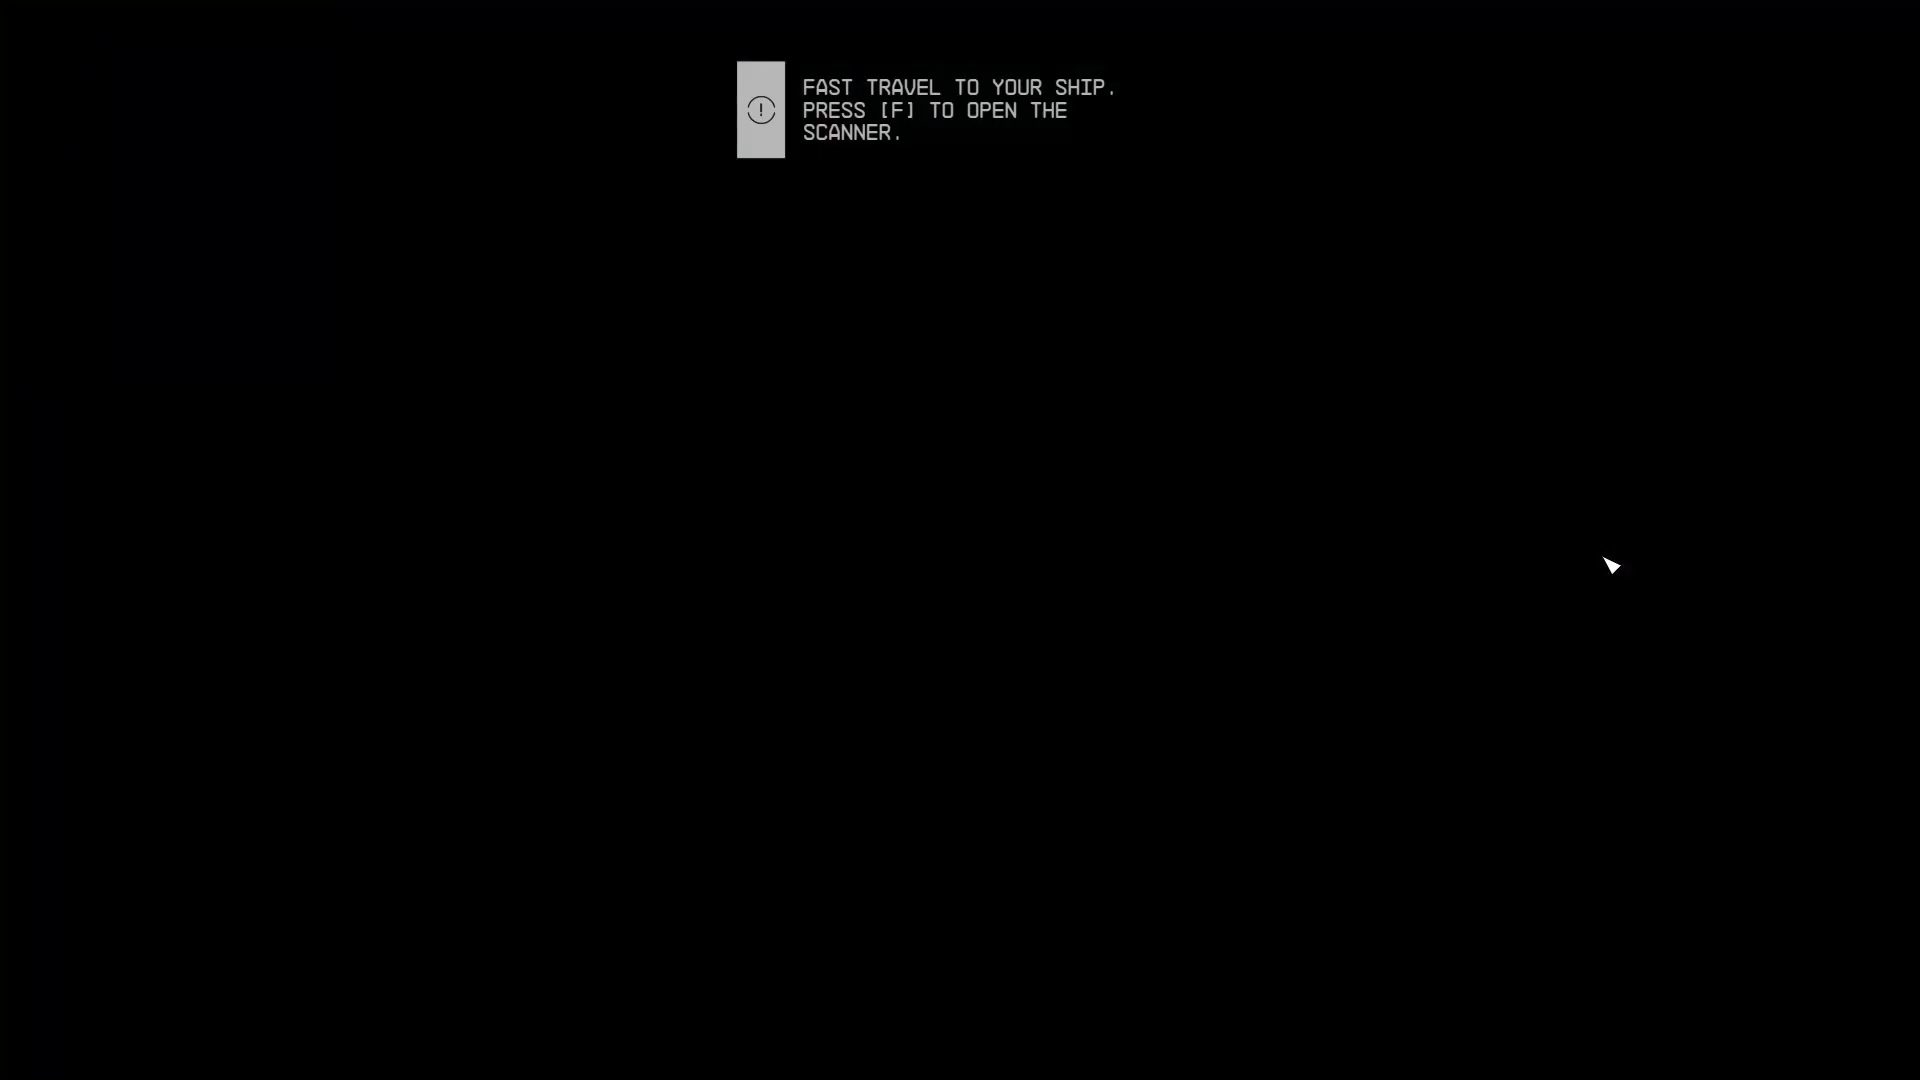 FAST TRAVEL TO YOUR SHIP.
PRESS [F] TO OPEN THE
SCANNER.